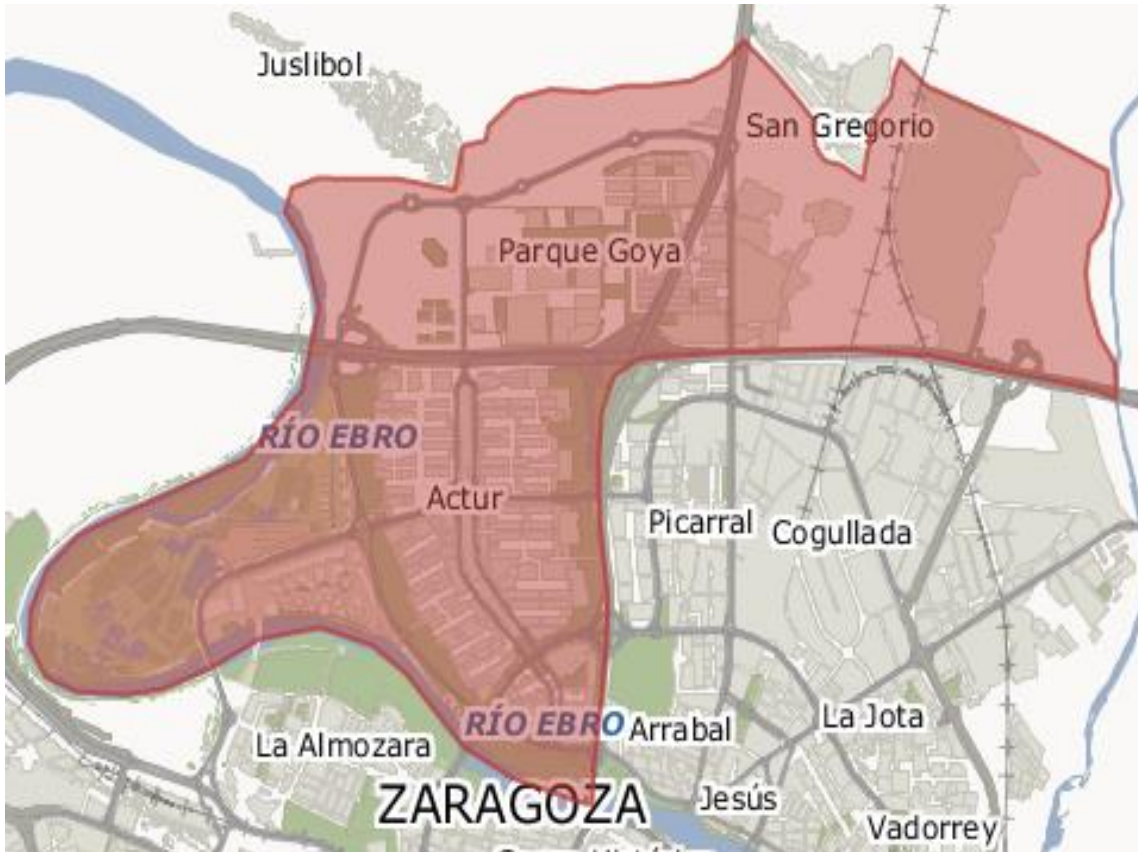 Juslibol
San Gregorio
Parque Goya
RÍO EBRO
Actur
Picarral
Cogullada
RÍO EBRO
Arrabal
La Jota
La Almozara
ZARAGOZA
Jesús
Vadorrey